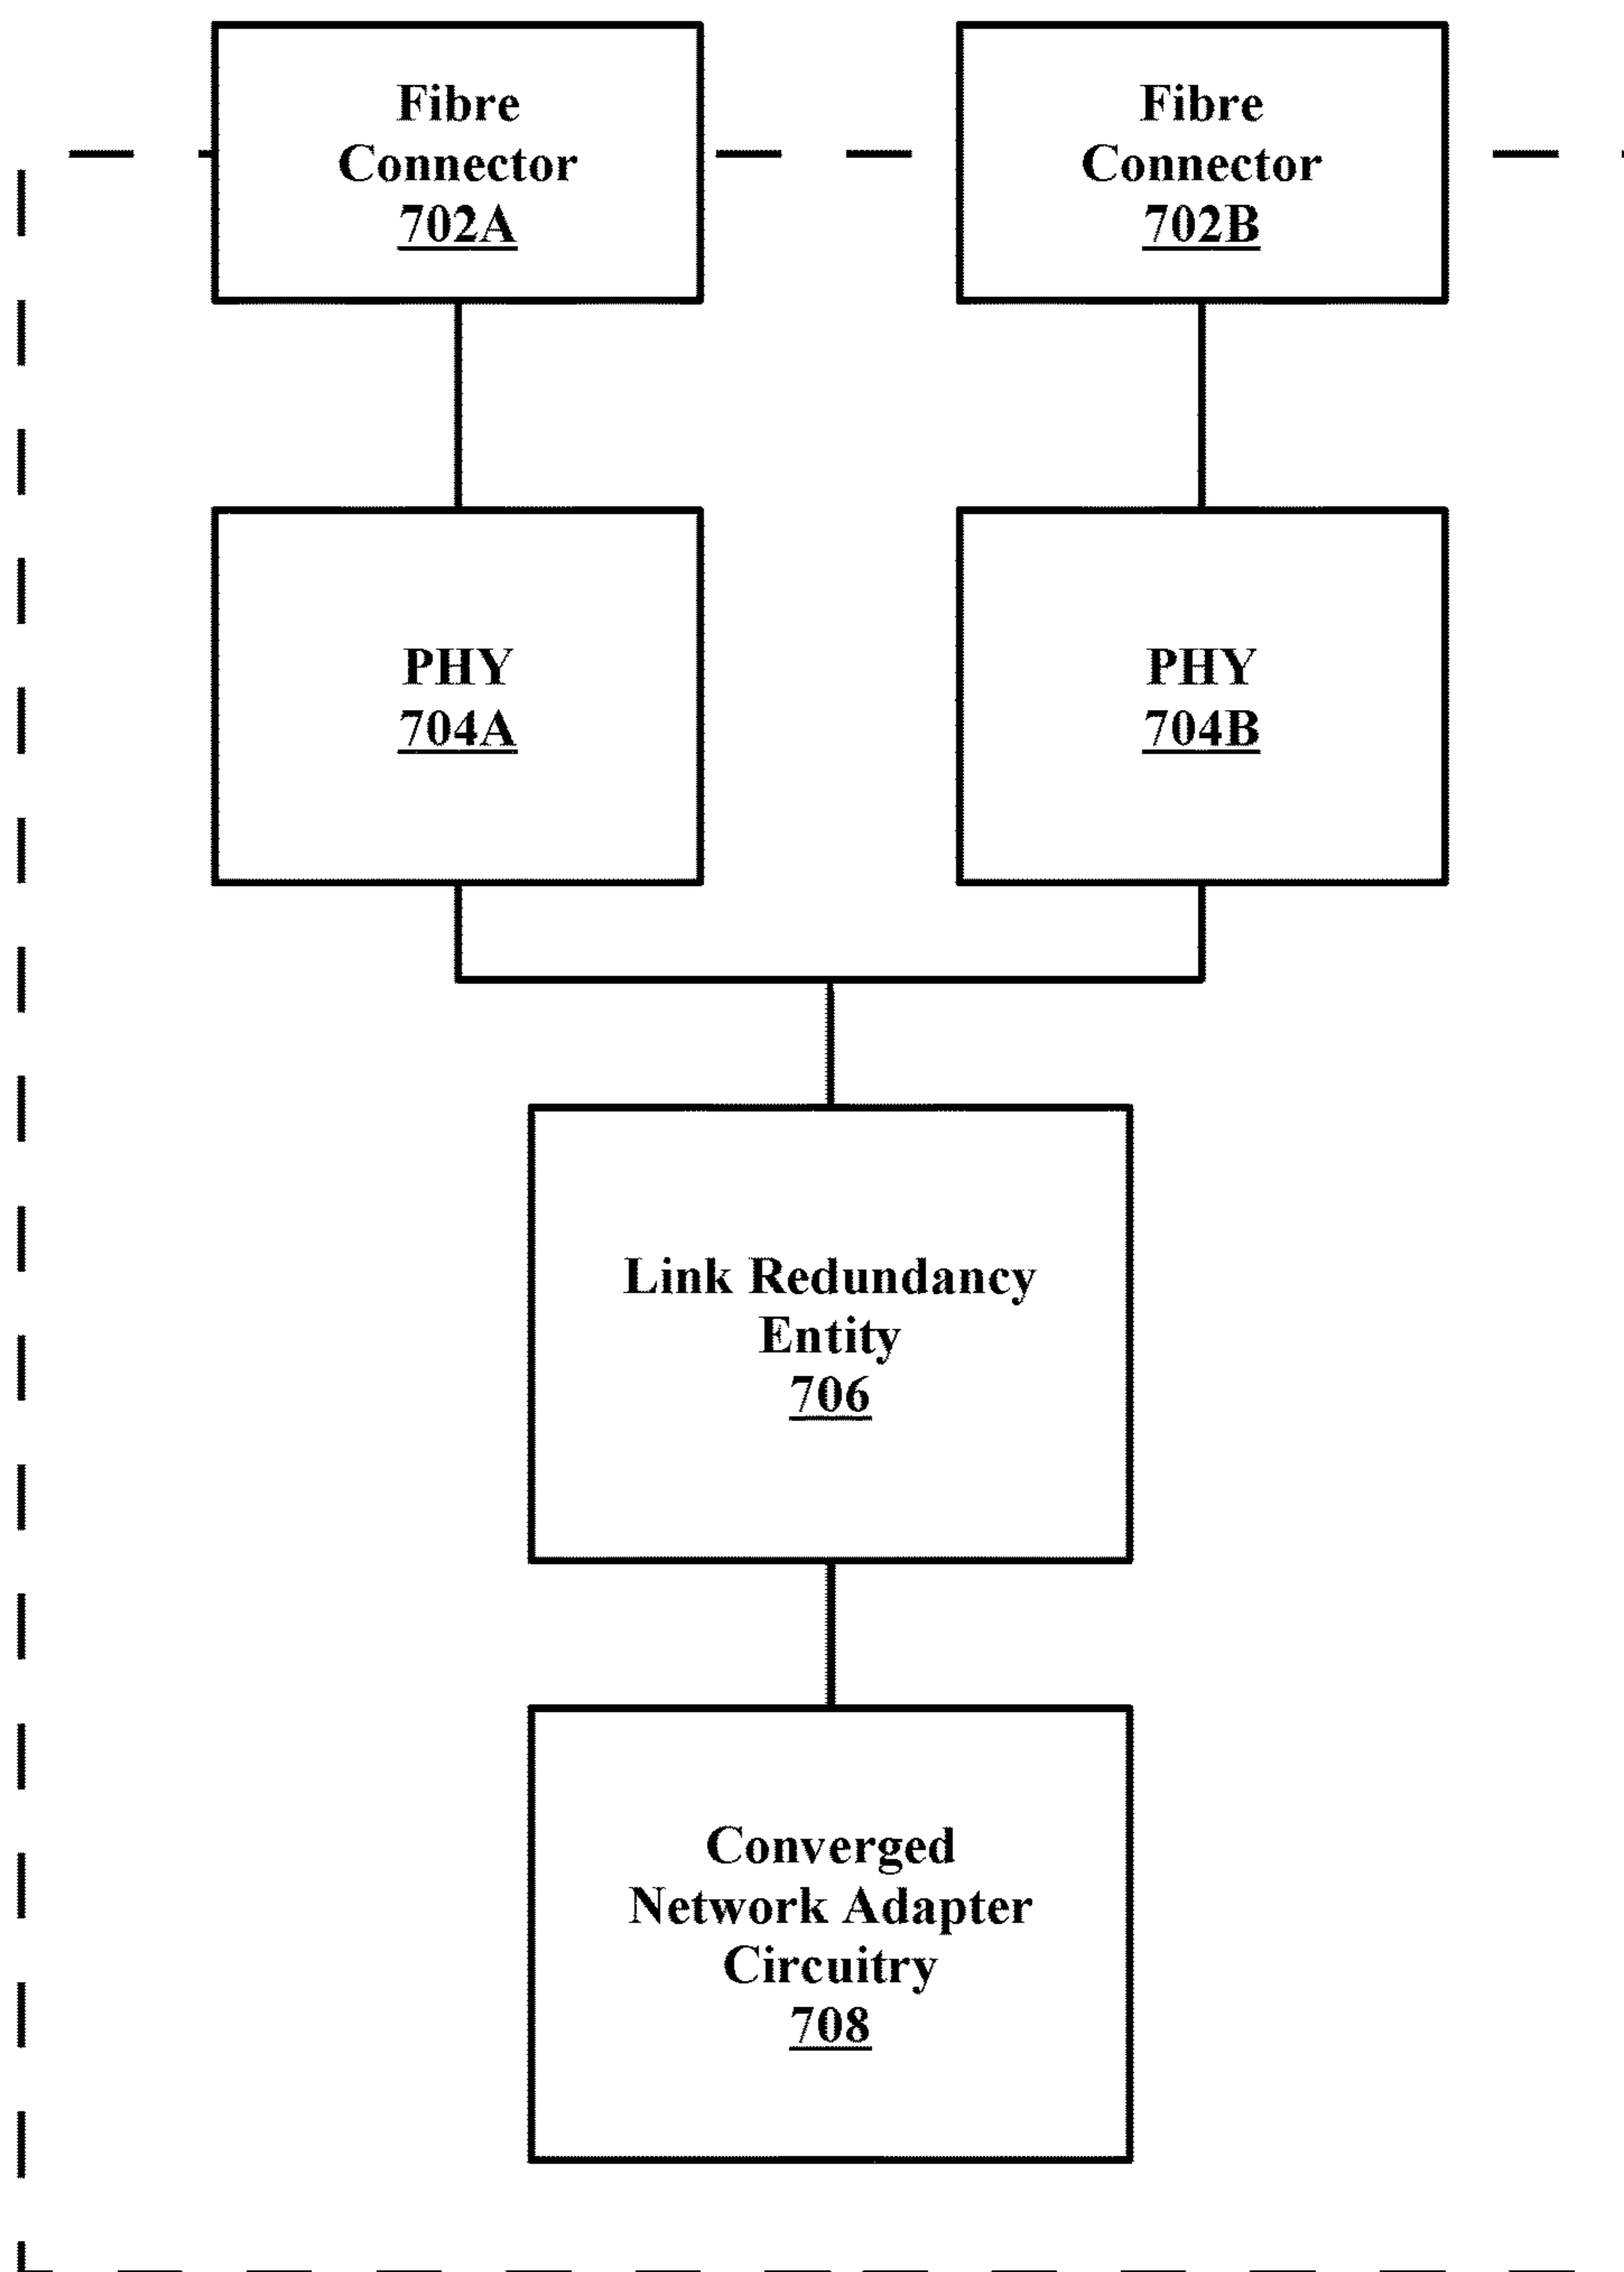 Fibre
Connector
702A
Fibre
Connector
702B
PHY
704A
PHY
704B
Link Redundancy
Entity
706
Converged
Network Adapter
Circuitry
708